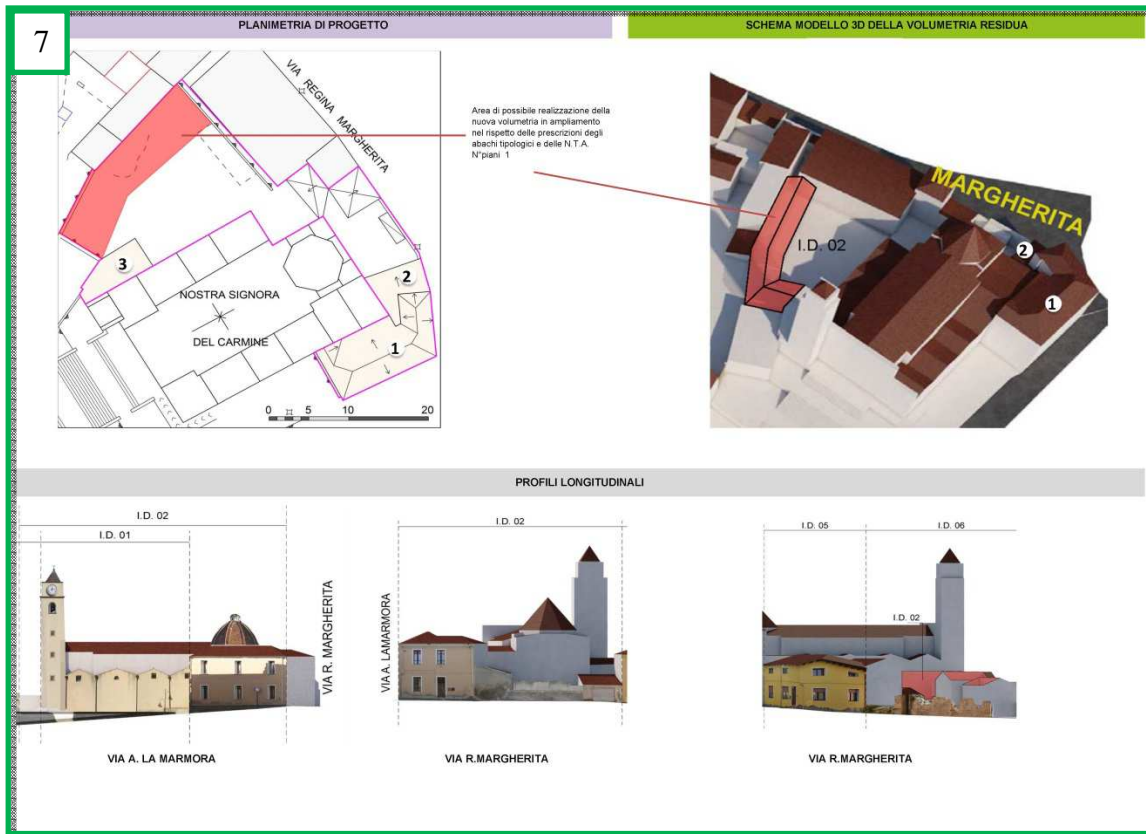 7
PLANIMETRIA DI PROGETTO
SCHEMA MODELLO 3D DELLA VOLUMETRIA RESIDUA
VIA REGINA MARGHERITA
Area di possibile realizzazione della
nuova volumetria in ampliamento
nel rispetto delle prescrizioni degli
abachi tipologici e delle N.T.A.
N°piani 1
3
NOSTRA SIGNORA
DEL CARMINE
2
1
0 5 10 20
MARGHERITA
I.D. 02
2
1
PROFILI LONGITUDINALI
I.D. 02
I.D. 01
VIA R. MARGHERITA
VIA A. LA MARMORA
I.D. 02
VIA A. LAMARMORA
VIA R.MARGHERITA
I.D. 05
I.D. 06
I.D. 02
VIA R.MARGHERITA